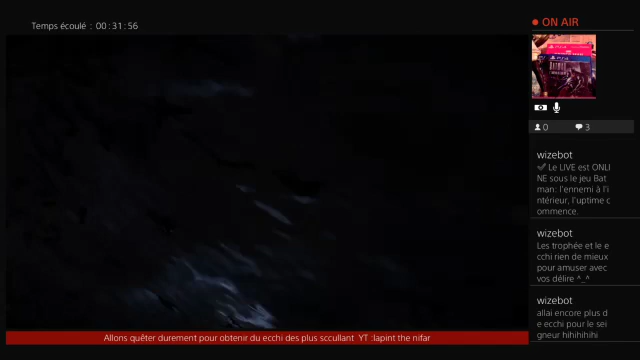 Temps écoulé : 00:31:56
ON AIR
0
3
wizebot
Le LIVE est ONLI
NE sous le jeu Bat
man: l'ennemi à l'i
ntérieur, l'uptime c
ommence.
wizebot
Les trophée et le e
cchi rien de mieux
pour amuser avec
vos délire ^_^
wizebot
allai encore plus d
e ecchi pour le sei
gneur hihihihihi
Allons quêter durement pour obtenir du ecchi des plus sccullant YT :lapint the nifar